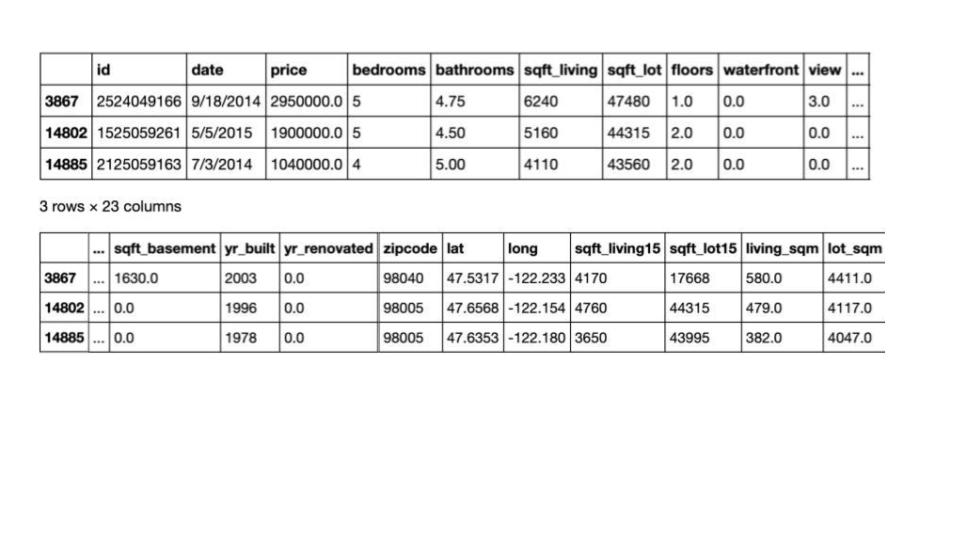 id date price bedrooms bathrooms sqft_living sqft_lot floors waterfront view ...
3867 2524049166 9/18/2014 2950000.0 5 4.75 6240 47480 1.0 0.0 3.0 ...
14802 1525059261 5/5/2015 1900000.0 5 4.50 5160 44315 2.0 0.0 0.0 ...
14885 2125059163 7/3/2014 1040000.0 4 5.00 4110 43560 2.0 0.0 0.0 ...
3 rows × 23 columns
... sqft_basement yr_built yr_renovated zipcode lat long sqft_living15 sqft_lot15 living_sqm lot_sqm
3867 ... 1630.0 2003 0.0 98040 47.5317 -122.233 4170 17668 580.0 4411.0
14802 ... 0.0 1996 0.0 98005 47.6568 -122.154 4760 44315 479.0 4117.0
14885 ... 0.0 1978 0.0 98005 47.6353 -122.180 3650 43995 382.0 4047.0